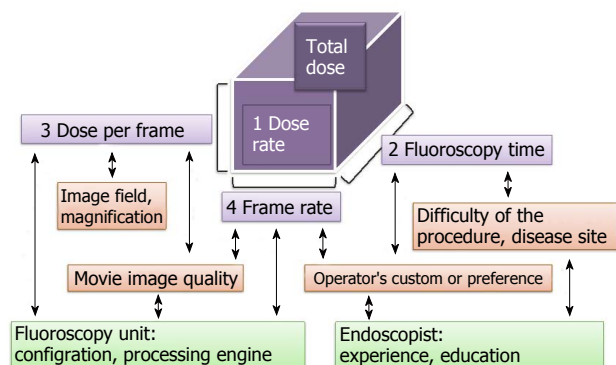 Total
dose
1 Dose
rate
3 Dose per frame
2 Fluoroscopy time
Image field,
magnification
4 Frame rate
Difficulty of the
procedure, disease site
Movie image quality
Operator's custom or preference
Fluoroscopy unit:
configration, processing engine
Endoscopist:
experience, education